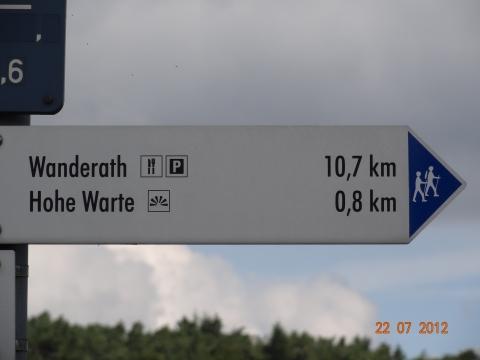 ,6
Wanderath P 10,7 km
Hohe Warte 0,8 km
22 07 2012